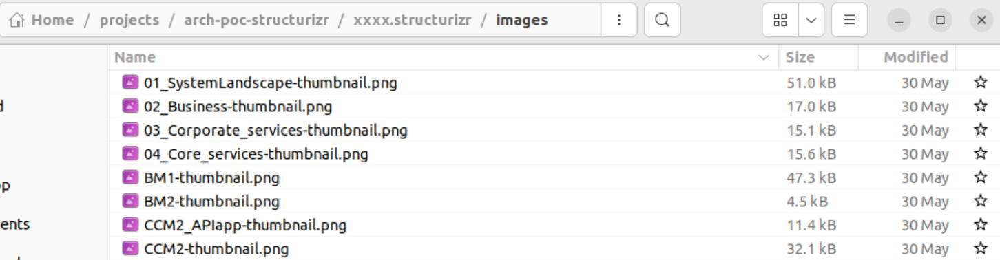 Home / projects / arch-poc-structurizr / xxxx.structurizr / images
Name Size Modified
01_SystemLandscape-thumbnail.png 51.0 kB 30 May
02_Business-thumbnail.png 17.0 kB 30 May
03_Corporate_services-thumbnail.png 15.1 kB 30 May
04_Core_services-thumbnail.png 15.6 kB 30 May
BM1-thumbnail.png 47.3 kB 30 May
BM2-thumbnail.png 4.5 kB 30 May
CCM2_APIapp-thumbnail.png 11.4 kB 30 May
ents
CCM2-thumbnail.png 32.1 kB 30 May